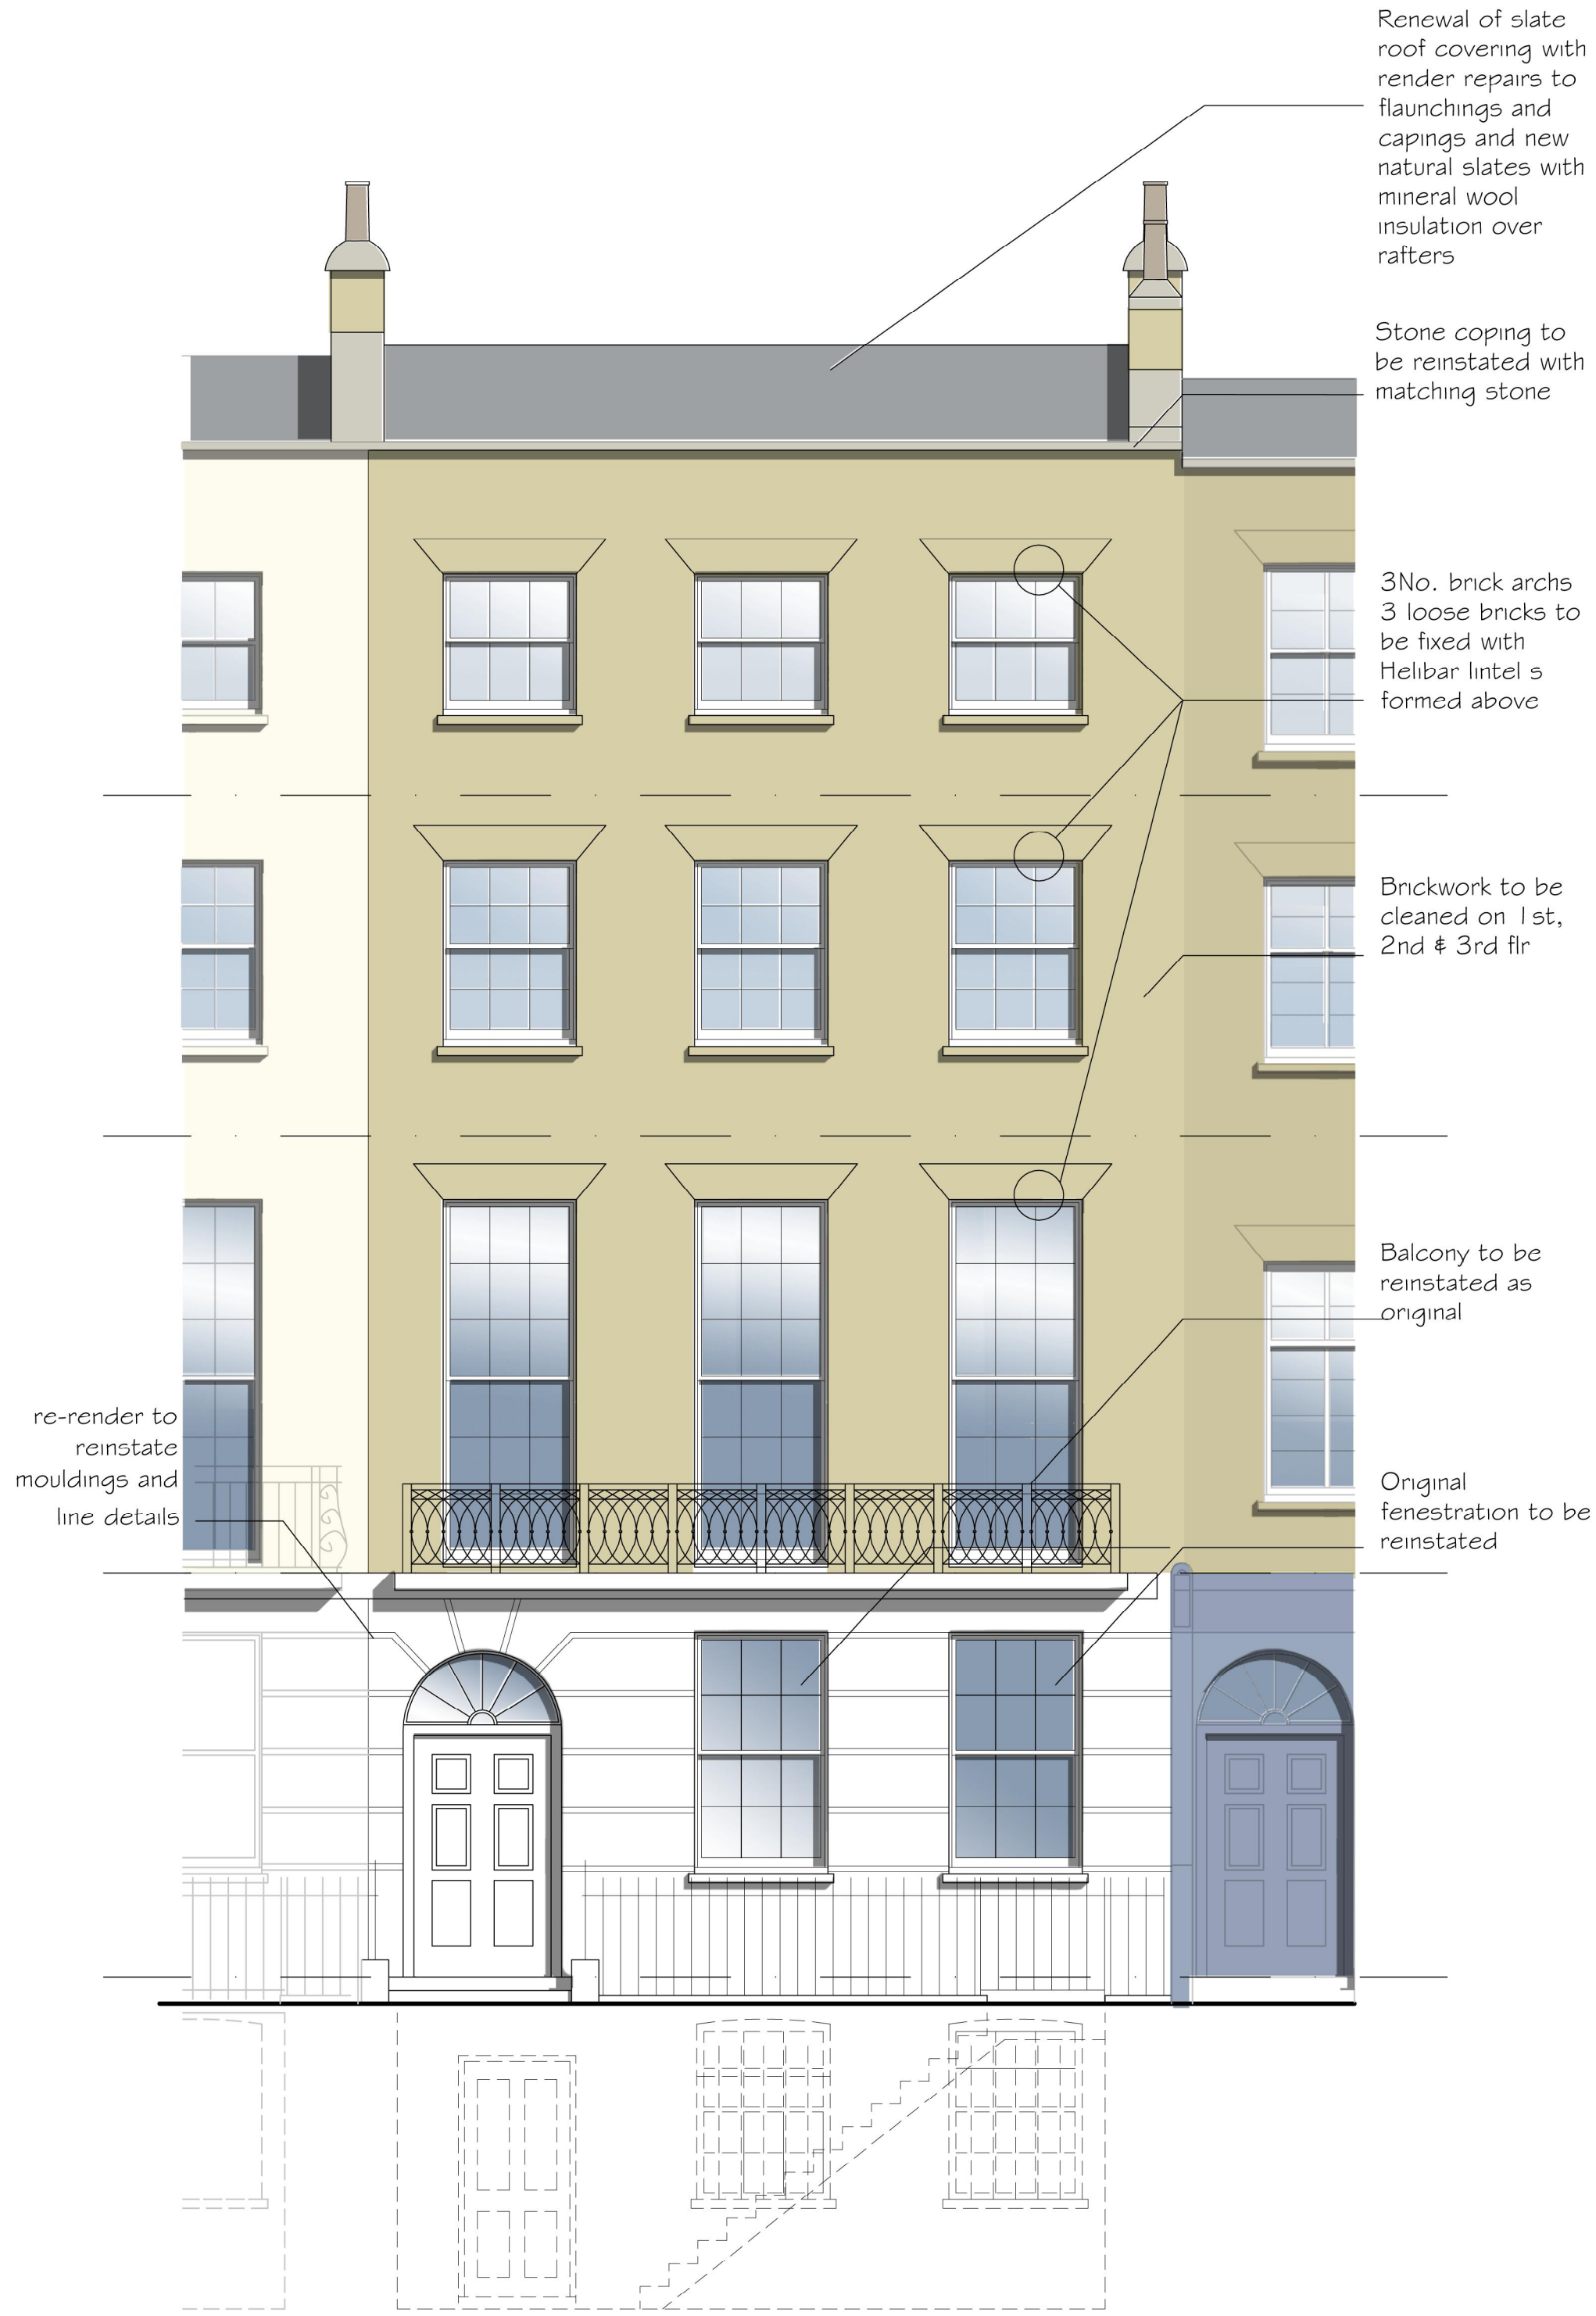 Renewal of slate
roof covering with
render repairs to
flaunchings and
capings and new
natural slates with
mineral wool
insulation over
rafters
Stone coping to
be reinstated with
matching stone
3No. brick archs
3 loose bricks to
be fixed with
Helibar lintel s
formed above
Brickwork to be
cleaned on 1st,
2nd & 3rd flr
Balcony to be
reinstated as
original
re-render to
reinstate
mouldings and
line details
Original
fenestration to be
reinstated